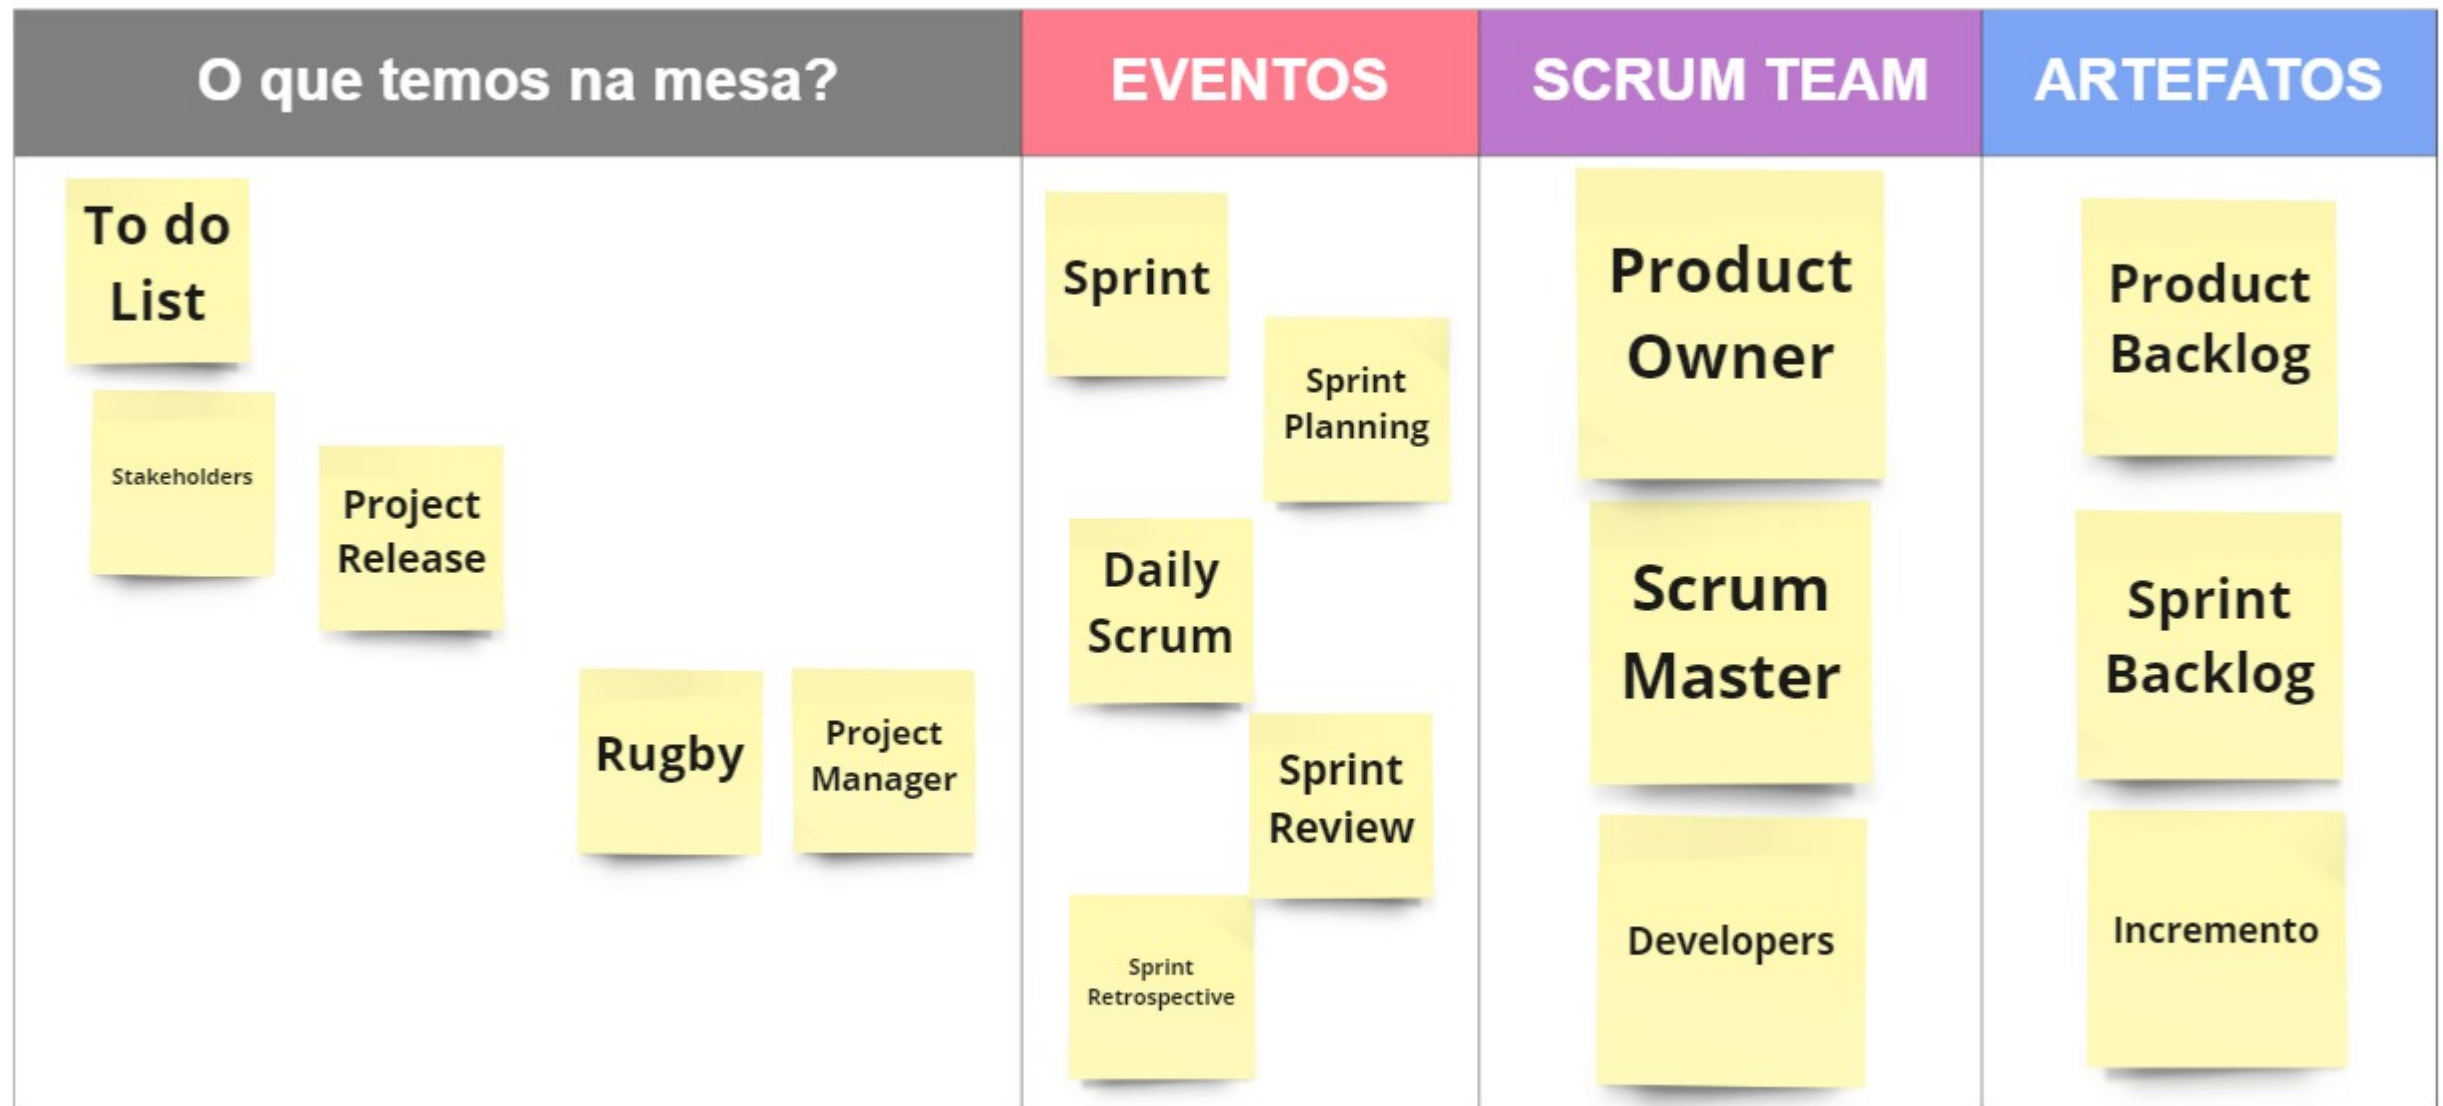 O que temos na mesa?
EVENTOS
SCRUM TEAM
ARTEFATOS
To do
List
Stakeholders
Project
Release
Rugby
Project
Manager
Sprint
Sprint
Planning
Daily
Scrum
Sprint
Review
Sprint
Retrospective
Product
Owner
Scrum
Master
Developers
Product
Backlog
Sprint
Backlog
Incremento